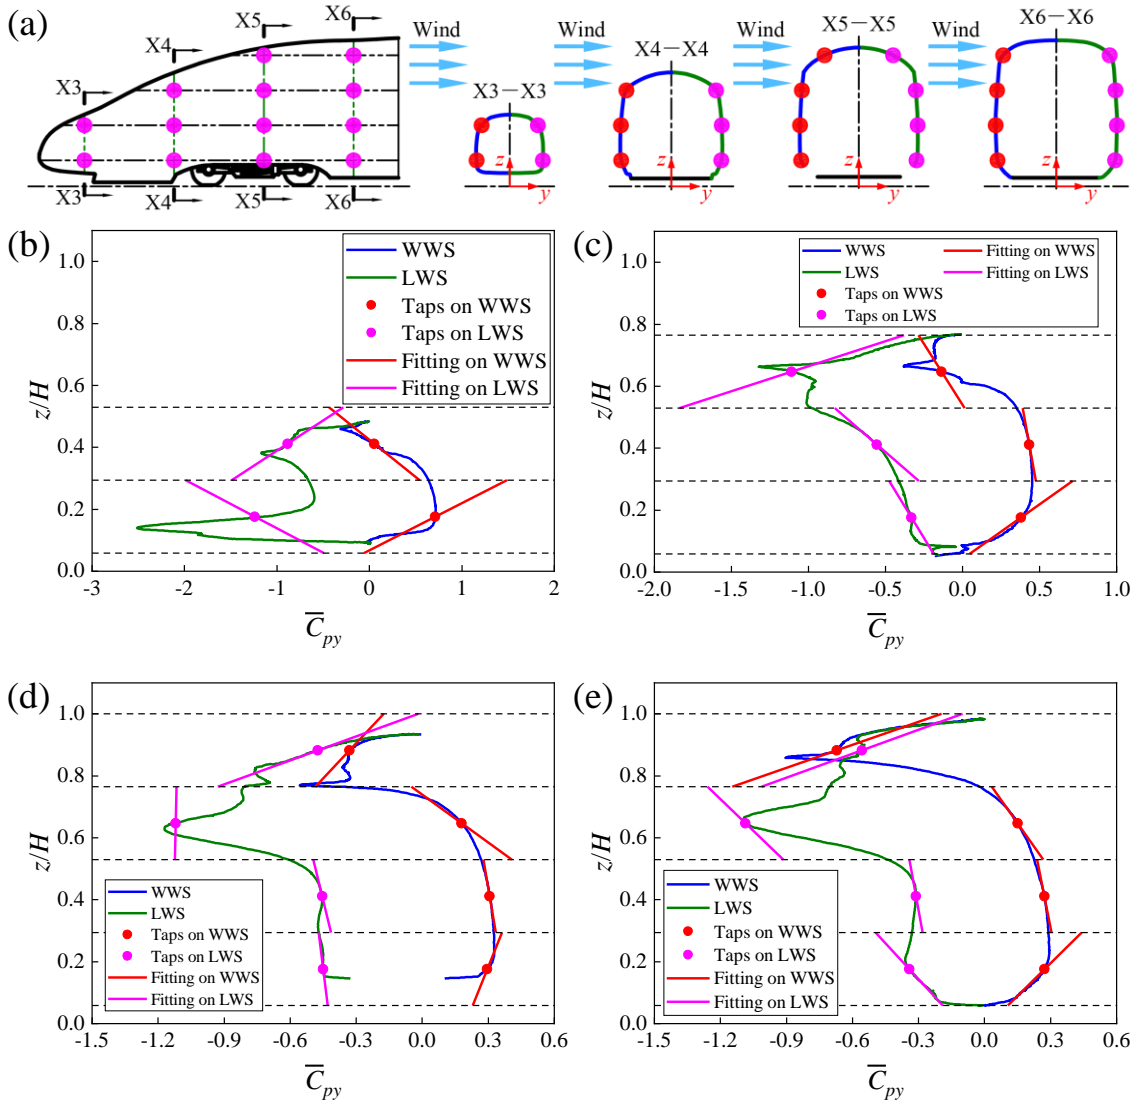 (a)
X3
X4
X5
X6
X3
X4
X5
X6
Wind
Wind
Wind
Wind
X3—X3
X4—X4
X5—X5
X6—X6
z
y
z
y
z
y
z
y
(b)
WWS
LWS
Taps on WWS
Taps on LWS
Fitting on WWS
Fitting on LWS
1.0
0.8
0.6
0.4
0.2
0.0
z/H
-3 -2 -1 0 1 2
C̅py
(c)
WWS
LWS
Taps on WWS
Taps on LWS
Fitting on WWS
Fitting on LWS
1.0
0.8
0.6
0.4
0.2
0.0
z/H
-2.0 -1.5 -1.0 -0.5 0.0 0.5 1.0
C̅py
(d)
1.0
0.8
0.6
0.4
0.2
0.0
z/H
WWS
LWS
Taps on WWS
Taps on LWS
Fitting on WWS
Fitting on LWS
-1.5 -1.2 -0.9 -0.6 -0.3 0.0 0.3 0.6
C̅py
(e)
1.0
0.8
0.6
0.4
0.2
0.0
z/H
WWS
LWS
Taps on WWS
Taps on LWS
Fitting on WWS
Fitting on LWS
-1.5 -1.2 -0.9 -0.6 -0.3 0.0 0.3 0.6
C̅py